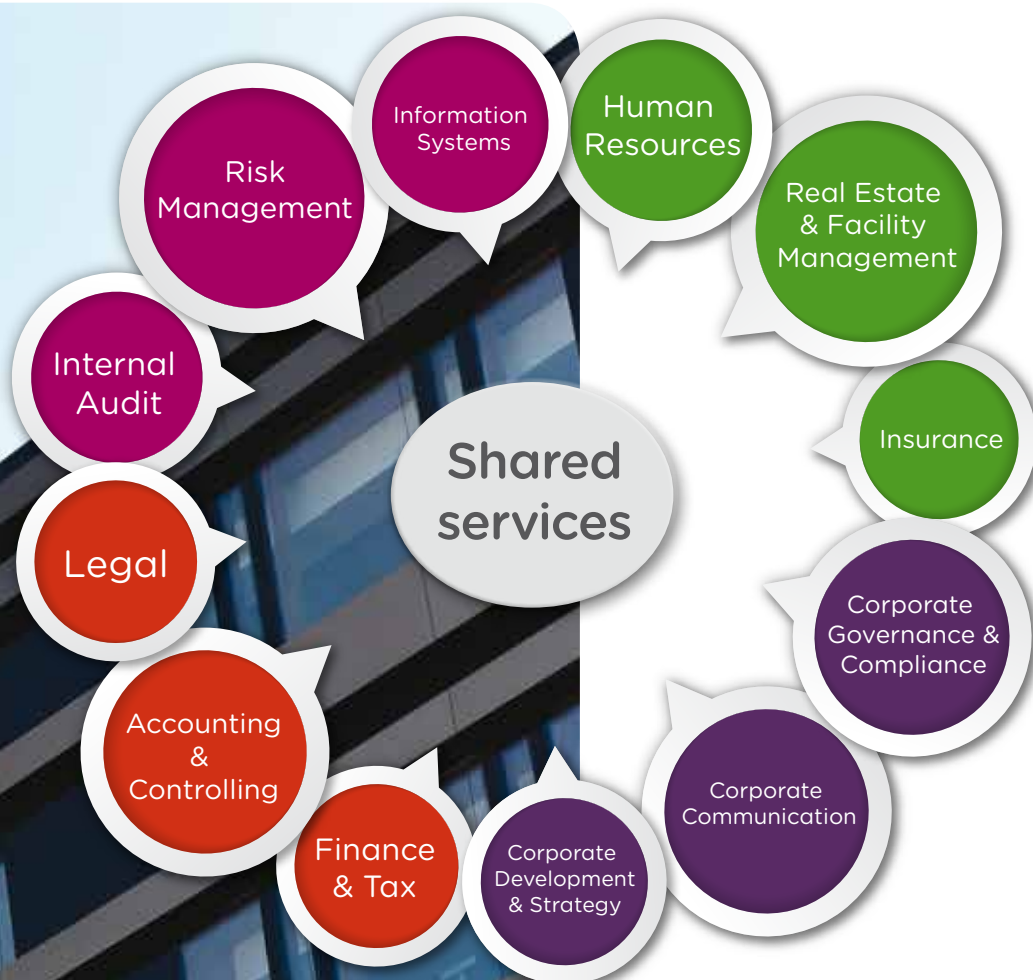 Information
Systems
Human
Resources
Risk
Management
Real Estate
& Facility
Management
Internal
Audit
Insurance
Shared
services
Legal
Corporate
Governance &
Compliance
Accounting
&
Controlling
Corporate
Communication
Finance
& Tax
Corporate
Development
& Strategy